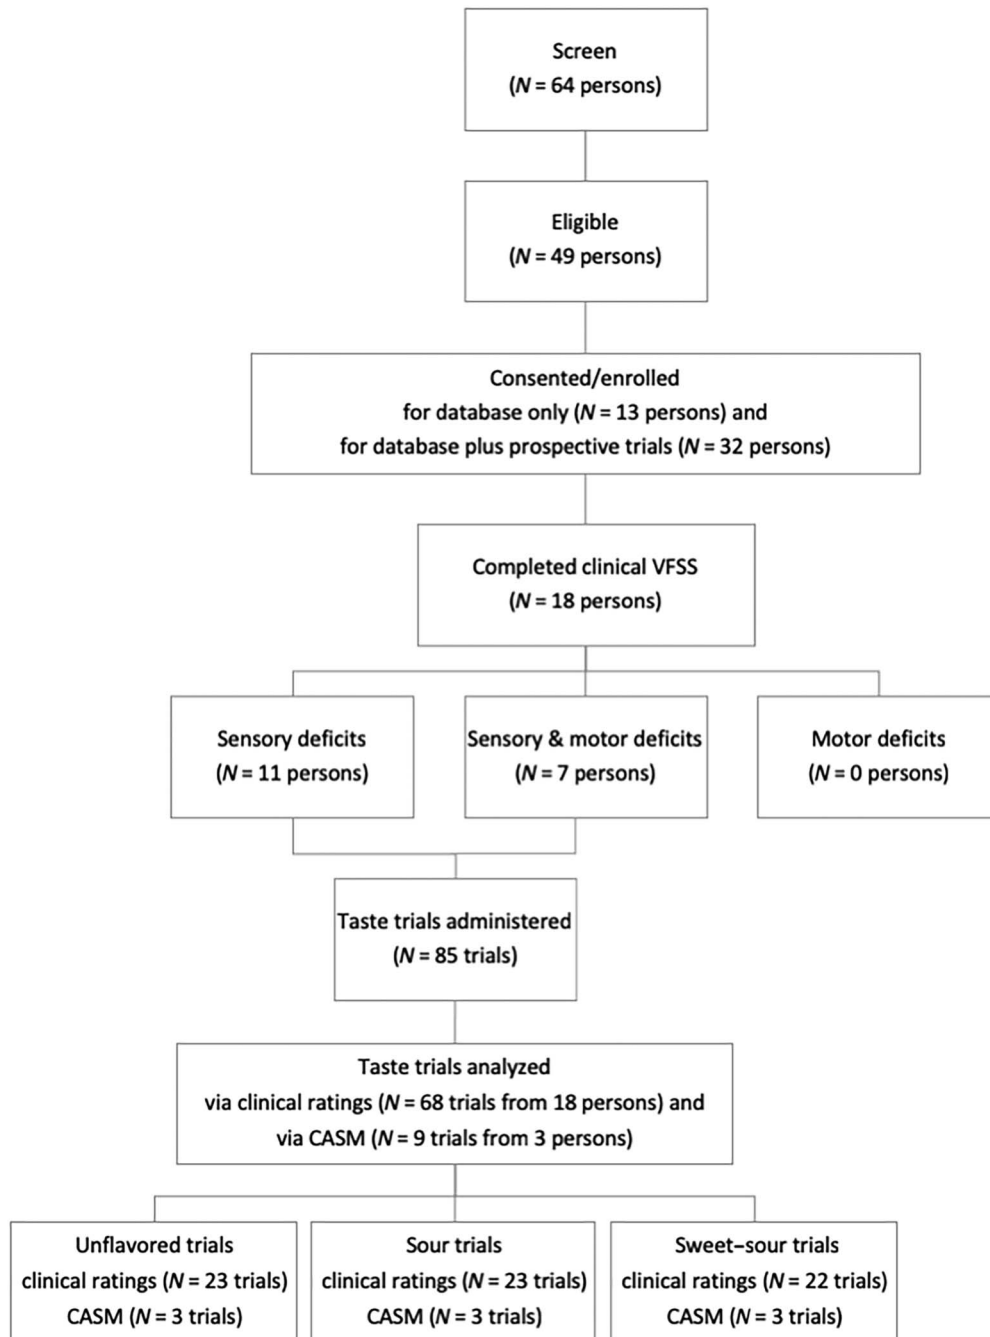 Screen
(N = 64 persons)
Eligible
(N = 49 persons)
Consented/enrolled
for database only (N = 13 persons) and
for database plus prospective trials (N = 32 persons)
Completed clinical VFSS
(N = 18 persons)
Sensory deficits
(N = 11 persons)
Sensory & motor deficits
(N = 7 persons)
Motor deficits
(N = 0 persons)
Taste trials administered
(N = 85 trials)
Taste trials analyzed
via clinical ratings (N = 68 trials from 18 persons) and
via CASM (N = 9 trials from 3 persons)
Unflavored trials
clinical ratings (N = 23 trials)
CASM (N = 3 trials)
Sour trials
clinical ratings (N = 23 trials)
CASM (N = 3 trials)
Sweet–sour trials
clinical ratings (N = 22 trials)
CASM (N = 3 trials)